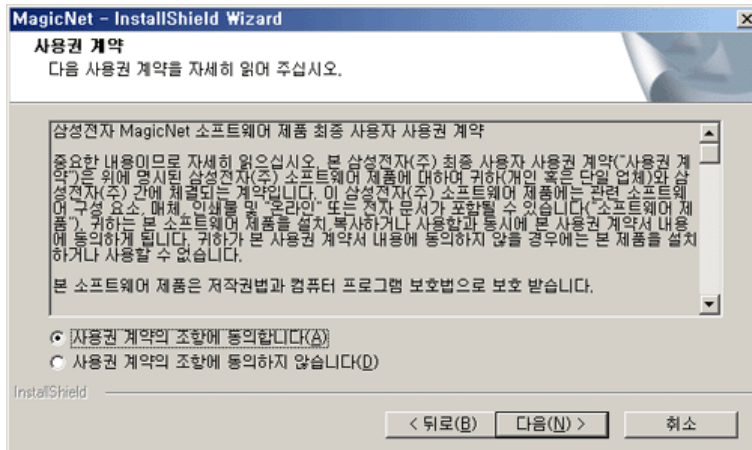 MagicNet - InstallShield Wizard
사용권 계약
다음 사용권 계약을 자세히 읽어 주십시오.
삼성전자 MagicNet 소프트웨어 제품 최종 사용자 사용권 계약
중요한 내용이므로 자세히 읽으십시오. 본 삼성전자(주) 최종 사용자 사용권 계약("사용권 계
약")은 위에 명시된 삼성전자(주) 소프트웨어 제품에 대하여 귀하(개인 혹은 단일 업체)와 삼
성전자(주) 간에 체결되는 계약입니다. 이 삼성전자(주) 소프트웨어 제품에는 관련 소프트웨
어 구성 요소, 매체, 인쇄물 및 "온라인" 또는 전자 문서가 포함될 수 있습니다("소프트웨어 제
품"). 귀하는 본 소프트웨어 제품을 설치,복사하거나 사용함과 동시에 본 사용권 계약서 내용
에 동의하게 됩니다. 귀하가 본 사용권 계약서 내용에 동의하지 않을 경우에는 본 제품을 설치
하거나 사용할 수 없습니다.
본 소프트웨어 제품은 저작권법과 컴퓨터 프로그램 보호법으로 보호 받습니다.
사용권 계약의 조항에 동의합니다(A)
사용권 계약의 조항에 동의하지 않습니다(D)
InstallShield
< 뒤로(B) 다음(N) > 취소